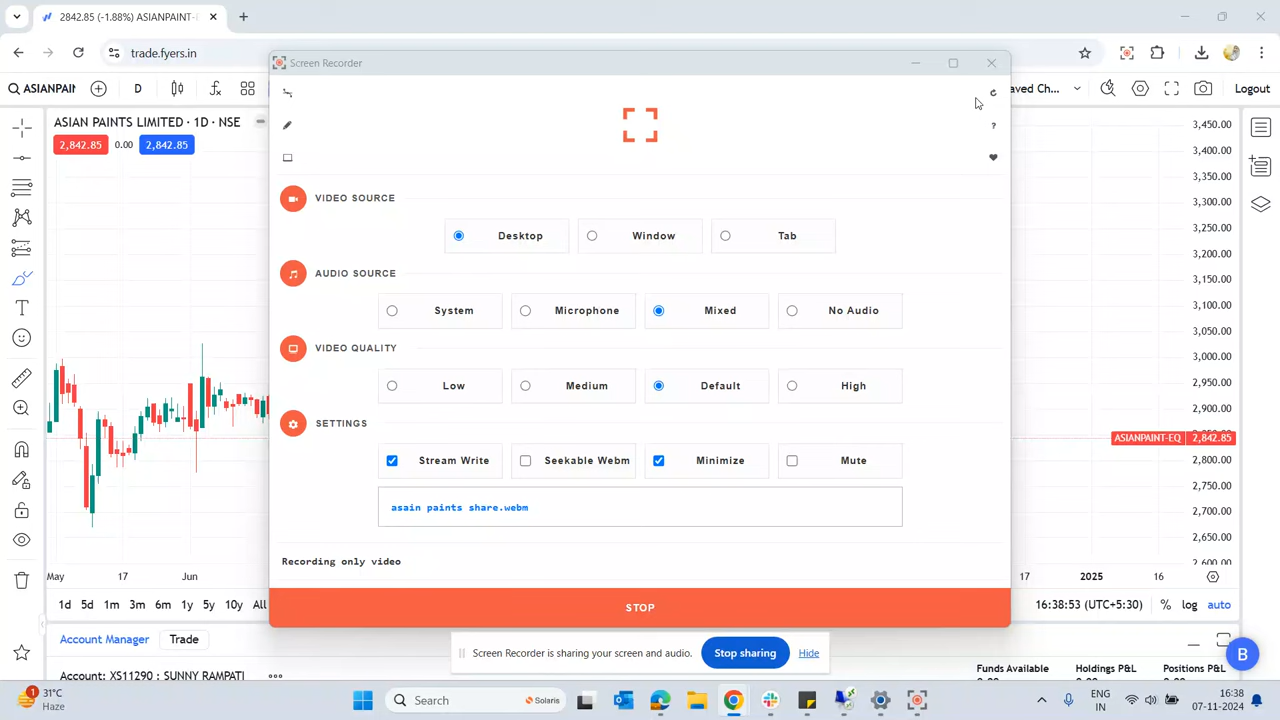 2842.85 (-1.88%) ASIANPAINT-E
trade.fyers.in
ASIANPAIN
D
aved Ch...
Logout
ASIAN PAINTS LIMITED · 1D · NSE
2,842.85 0.00 2,842.85
Screen Recorder
?
VIDEO SOURCE
Desktop Window Tab
AUDIO SOURCE
System Microphone Mixed No Audio
VIDEO QUALITY
Low Medium Default High
SETTINGS
Stream Write Seekable Webm Minimize Mute
asain paints share.webm
Recording only video
STOP
3,450.00
3,400.00
3,350.00
3,300.00
3,250.00
3,200.00
3,150.00
3,100.00
3,050.00
3,000.00
2,950.00
2,900.00
ASIANPAINT-EQ 2,842.85
2,800.00
2,750.00
2,700.00
2,650.00
2,600.00
May 17 Jun 17 2025 16
1d 5d 1m 3m 6m 1y 5y 10y All
16:38:53 (UTC+5:30) % log auto
Account Manager Trade
Screen Recorder is sharing your screen and audio. Stop sharing Hide
Account: XS11290 : SUNNY RAMPATI
Funds Available Holdings P&L Positions P&L
B
1
31°C
Haze
Search
Solaris
ENG
IN
16:38
07-11-2024